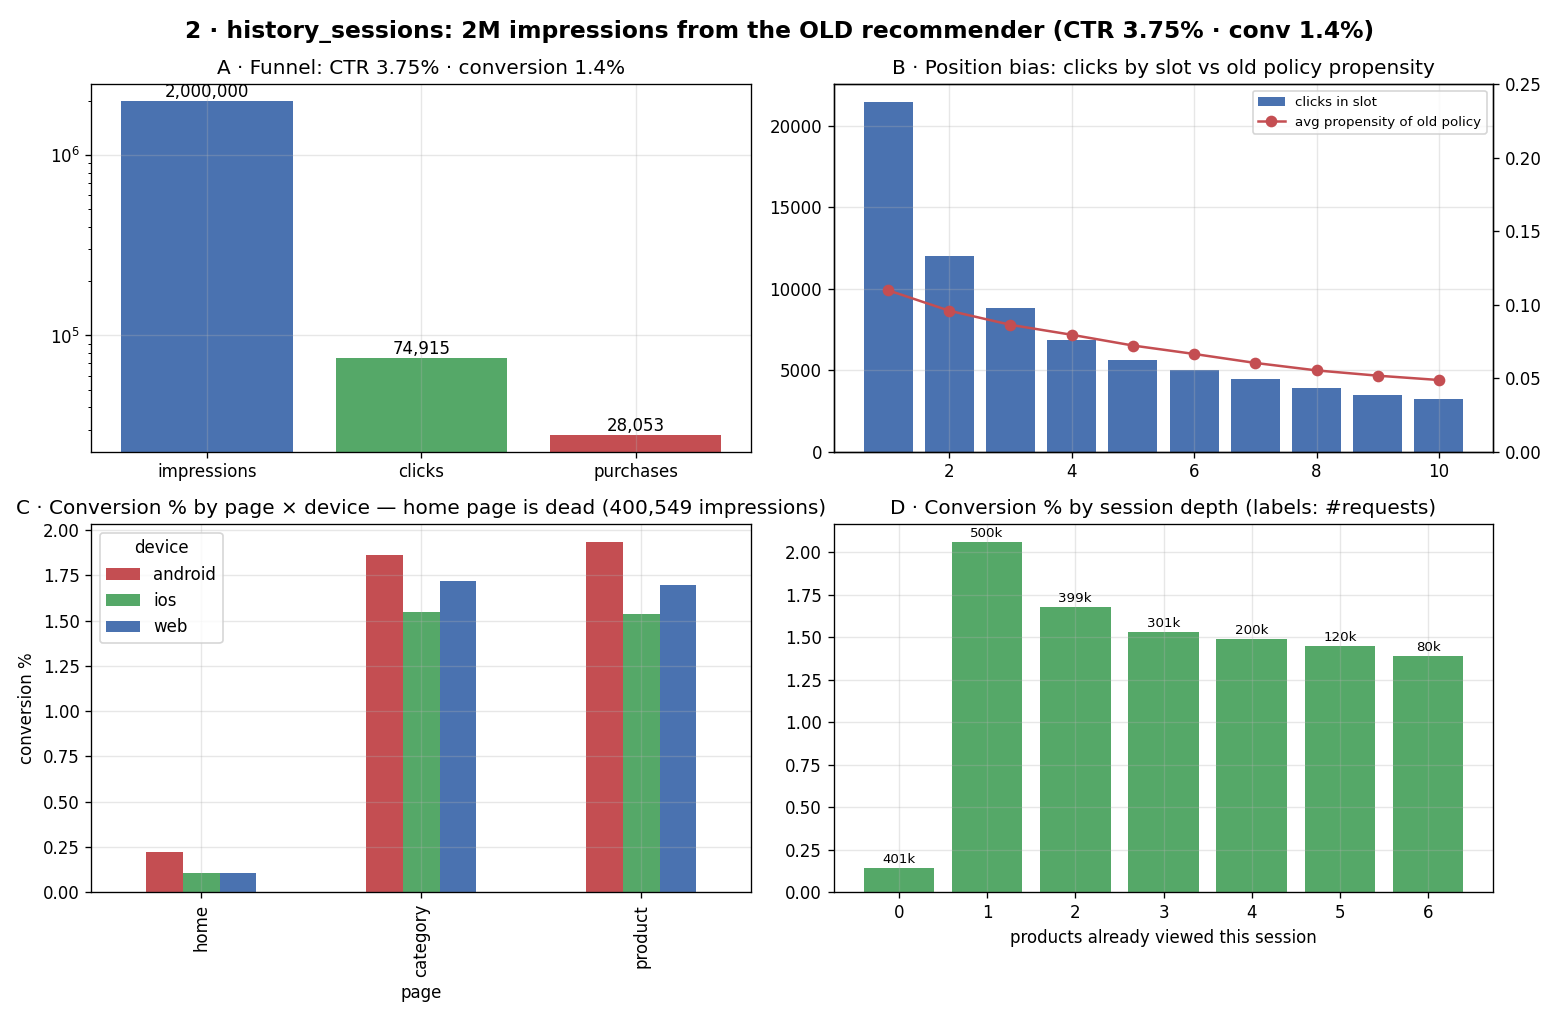 2 · history_sessions: 2M impressions from the OLD recommender (CTR 3.75% · conv 1.4%)
A · Funnel: CTR 3.75% · conversion 1.4%
10⁶
10⁵
2,000,000
74,915
28,053
impressions
clicks
purchases
B · Position bias: clicks by slot vs old policy propensity
20000
15000
10000
5000
0
clicks in slot
avg propensity of old policy
0.25
0.20
0.15
0.10
0.05
0.00
2
4
6
8
10
C · Conversion % by page × device — home page is dead (400,549 impressions)
conversion %
2.00
1.75
1.50
1.25
1.00
0.75
0.50
0.25
0.00
device
android
ios
web
home
category
product
page
D · Conversion % by session depth (labels: #requests)
2.00
1.75
1.50
1.25
1.00
0.75
0.50
0.25
0.00
401k
500k
399k
301k
200k
120k
80k
0
1
2
3
4
5
6
products already viewed this session